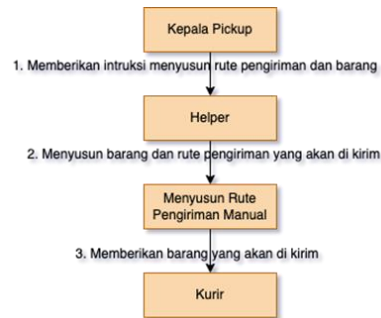 Kepala Pickup
1. Memberikan intruksi menyusun rute pengiriman dan barang
Helper
2. Menyusun barang dan rute pengiriman yang akan di kirim
Menyusun Rute
Pengiriman Manual
3. Memberikan barang yang akan di kirim
Kurir